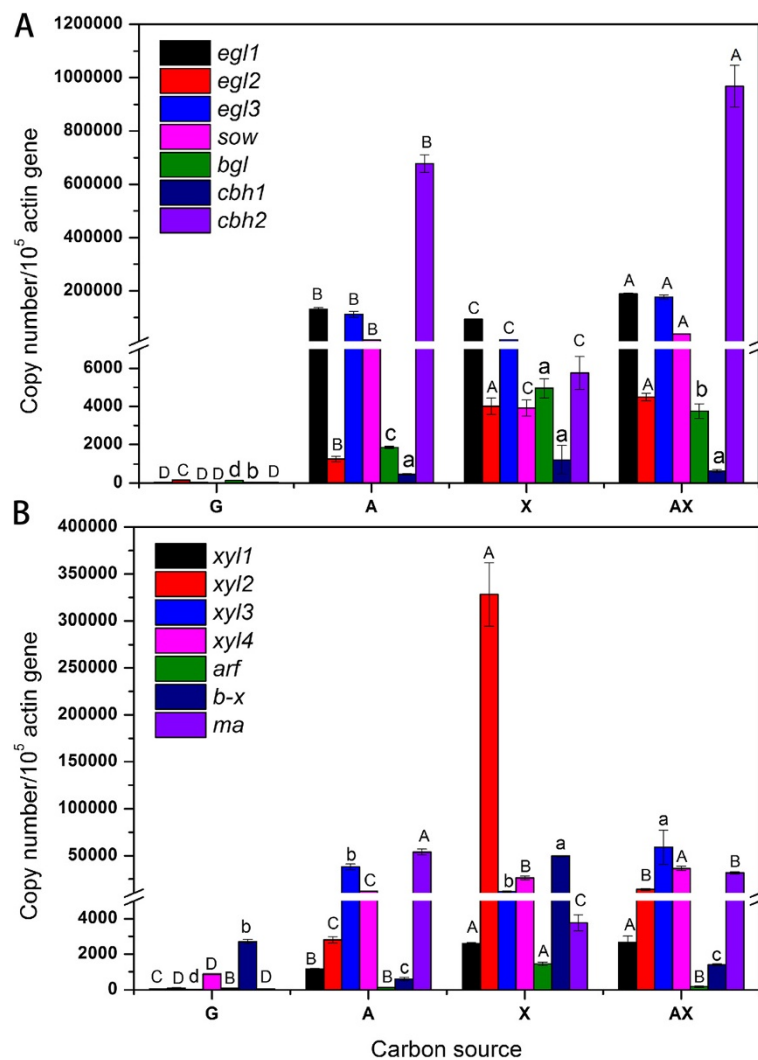 A
egl1
egl2
egl3
sow
bgl
cbh1
cbh2
Copy number/10⁵ actin gene
1200000
1000000
800000
600000
400000
200000
6000
4000
2000
0
D C D D d b D
B B B B c a B
C A C C a a C
A A A A b a A
G A X AX
B
xyl1
xyl2
xyl3
xyl4
arf
b-x
ma
Copy number/10⁵ actin gene
400000
350000
300000
250000
200000
150000
100000
50000
4000
2000
0
C D d D B b D
B C b C B c A
A A b B A a C
A B a A B c B
G A X AX
Carbon source